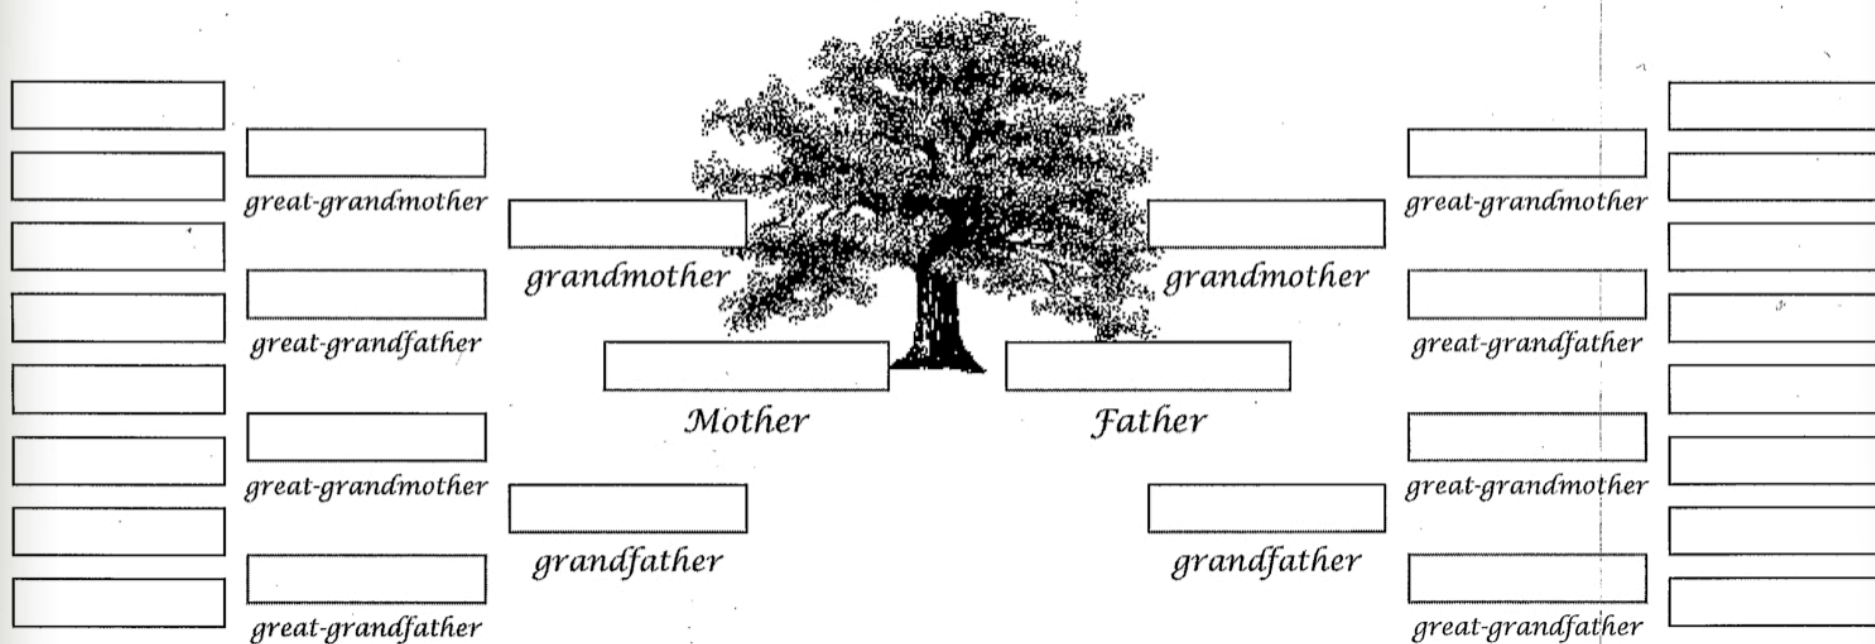 great-grandmother
great-grandmother
grandmother
grandmother
great-grandfather
great-grandfather
Mother
Father
great-grandmother
great-grandmother
grandfather
grandfather
great-grandfather
great-grandfather